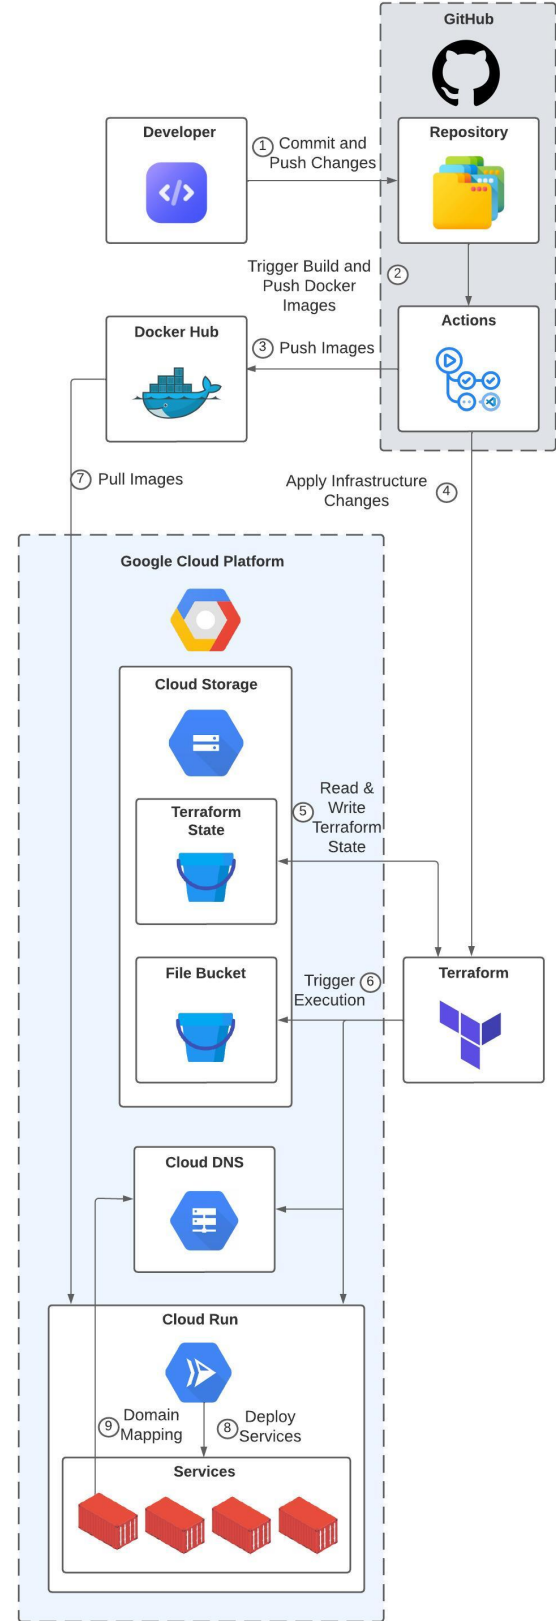 GitHub
Developer
Repository
1
Commit and
Push Changes
Trigger Build and
Push Docker
Images
2
Docker Hub
Actions
3
Push Images
7
Pull Images
Apply Infrastructure
Changes
4
Google Cloud Platform
Cloud Storage
Terraform
State
5
Read &
Write
Terraform
State
File Bucket
Trigger
Execution
6
Terraform
Cloud DNS
Cloud Run
9
Domain
Mapping
8
Deploy
Services
Services